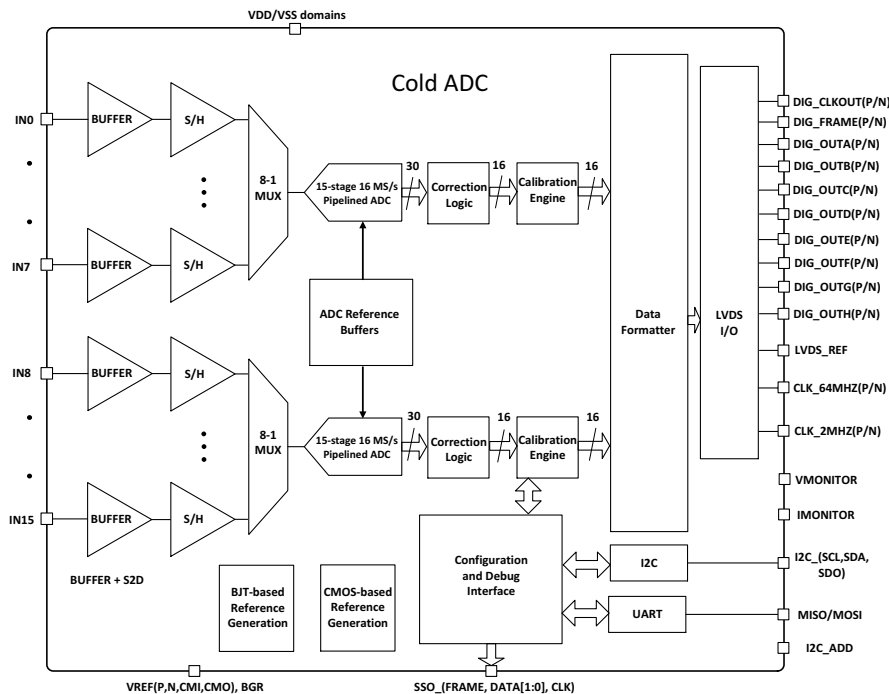 VDD/VSS domains
Cold ADC
IN0
BUFFER
S/H
8-1
MUX
IN7
BUFFER
S/H
15-stage 16 MS/s
Pipelined ADC
30
Correction
Logic
16
Calibration
Engine
16
ADC Reference
Buffers
IN8
BUFFER
S/H
8-1
MUX
IN15
BUFFER
S/H
BUFFER + S2D
15-stage 16 MS/s
Pipelined ADC
30
Correction
Logic
16
Calibration
Engine
16
Data
Formatter
LVDS
I/O
DIG_CLKOUT(P/N)
DIG_FRAME(P/N)
DIG_OUTA(P/N)
DIG_OUTB(P/N)
DIG_OUTC(P/N)
DIG_OUTD(P/N)
DIG_OUTE(P/N)
DIG_OUTF(P/N)
DIG_OUTG(P/N)
DIG_OUTH(P/N)
LVDS_REF
CLK_64MHZ(P/N)
CLK_2MHZ(P/N)
VMONITOR
IMONITOR
I2C_(SCL,SDA,
SDO)
MISO/MOSI
I2C_ADD
BJT-based
Reference
Generation
CMOS-based
Reference
Generation
Configuration
and Debug
Interface
I2C
UART
VREF(P,N,CMI,CMO), BGR
SSO_(FRAME, DATA[1:0], CLK)